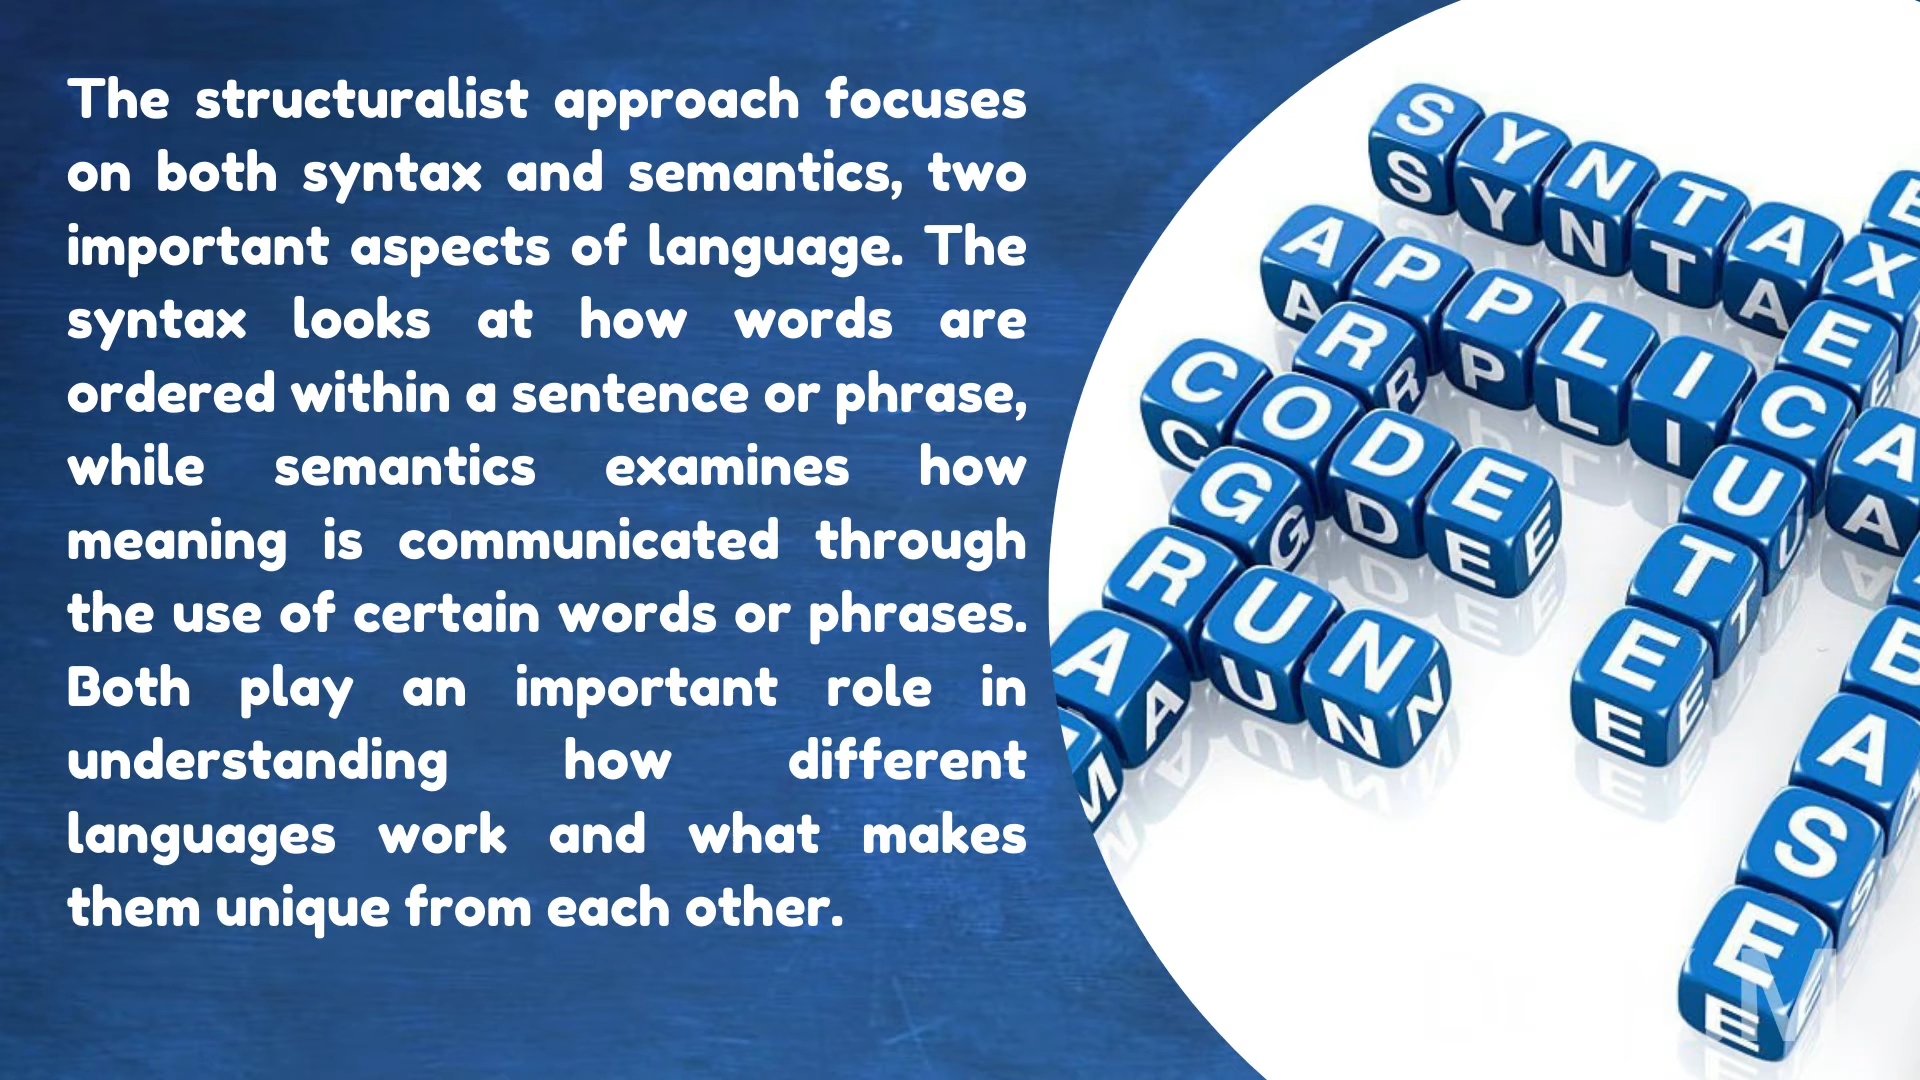 The structuralist approach focuses
on both syntax and semantics, two
important aspects of language. The
syntax looks at how words are
ordered within a sentence or phrase,
while semantics examines how
meaning is communicated through
the use of certain words or phrases.
Both play an important role in
understanding how different
languages work and what makes
them unique from each other.
SYNTAX
APPLICA
CODE
RUN
EXECUTE
BASE